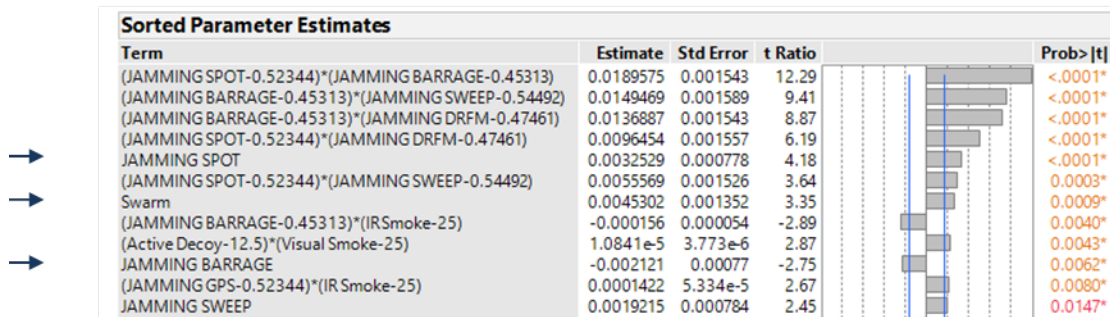 Sorted Parameter Estimates
Term Estimate Std Error t Ratio Prob>|t|
(JAMMING SPOT-0.52344)*(JAMMING BARRAGE-0.45313) 0.0189575 0.001543 12.29 <.0001*
(JAMMING BARRAGE-0.45313)*(JAMMING SWEEP-0.54492) 0.0149469 0.001589 9.41 <.0001*
(JAMMING BARRAGE-0.45313)*(JAMMING DRFM-0.47461) 0.0136887 0.001543 8.87 <.0001*
(JAMMING SPOT-0.52344)*(JAMMING DRFM-0.47461) 0.0096454 0.001557 6.19 <.0001*
JAMMING SPOT 0.0032529 0.000778 4.18 <.0001*
(JAMMING SPOT-0.52344)*(JAMMING SWEEP-0.54492) 0.0055569 0.001526 3.64 0.0003*
Swarm 0.0045302 0.001352 3.35 0.0009*
(JAMMING BARRAGE-0.45313)*(IRSmoke-25) -0.000156 0.000054 -2.89 0.0040*
(Active Decoy-12.5)*(Visual Smoke-25) 1.0841e-5 3.773e-6 2.87 0.0043*
JAMMING BARRAGE -0.002121 0.00077 -2.75 0.0062*
(JAMMING GPS-0.52344)*(IR Smoke-25) 0.0001422 5.334e-5 2.67 0.0080*
JAMMING SWEEP 0.0019215 0.000784 2.45 0.0147*